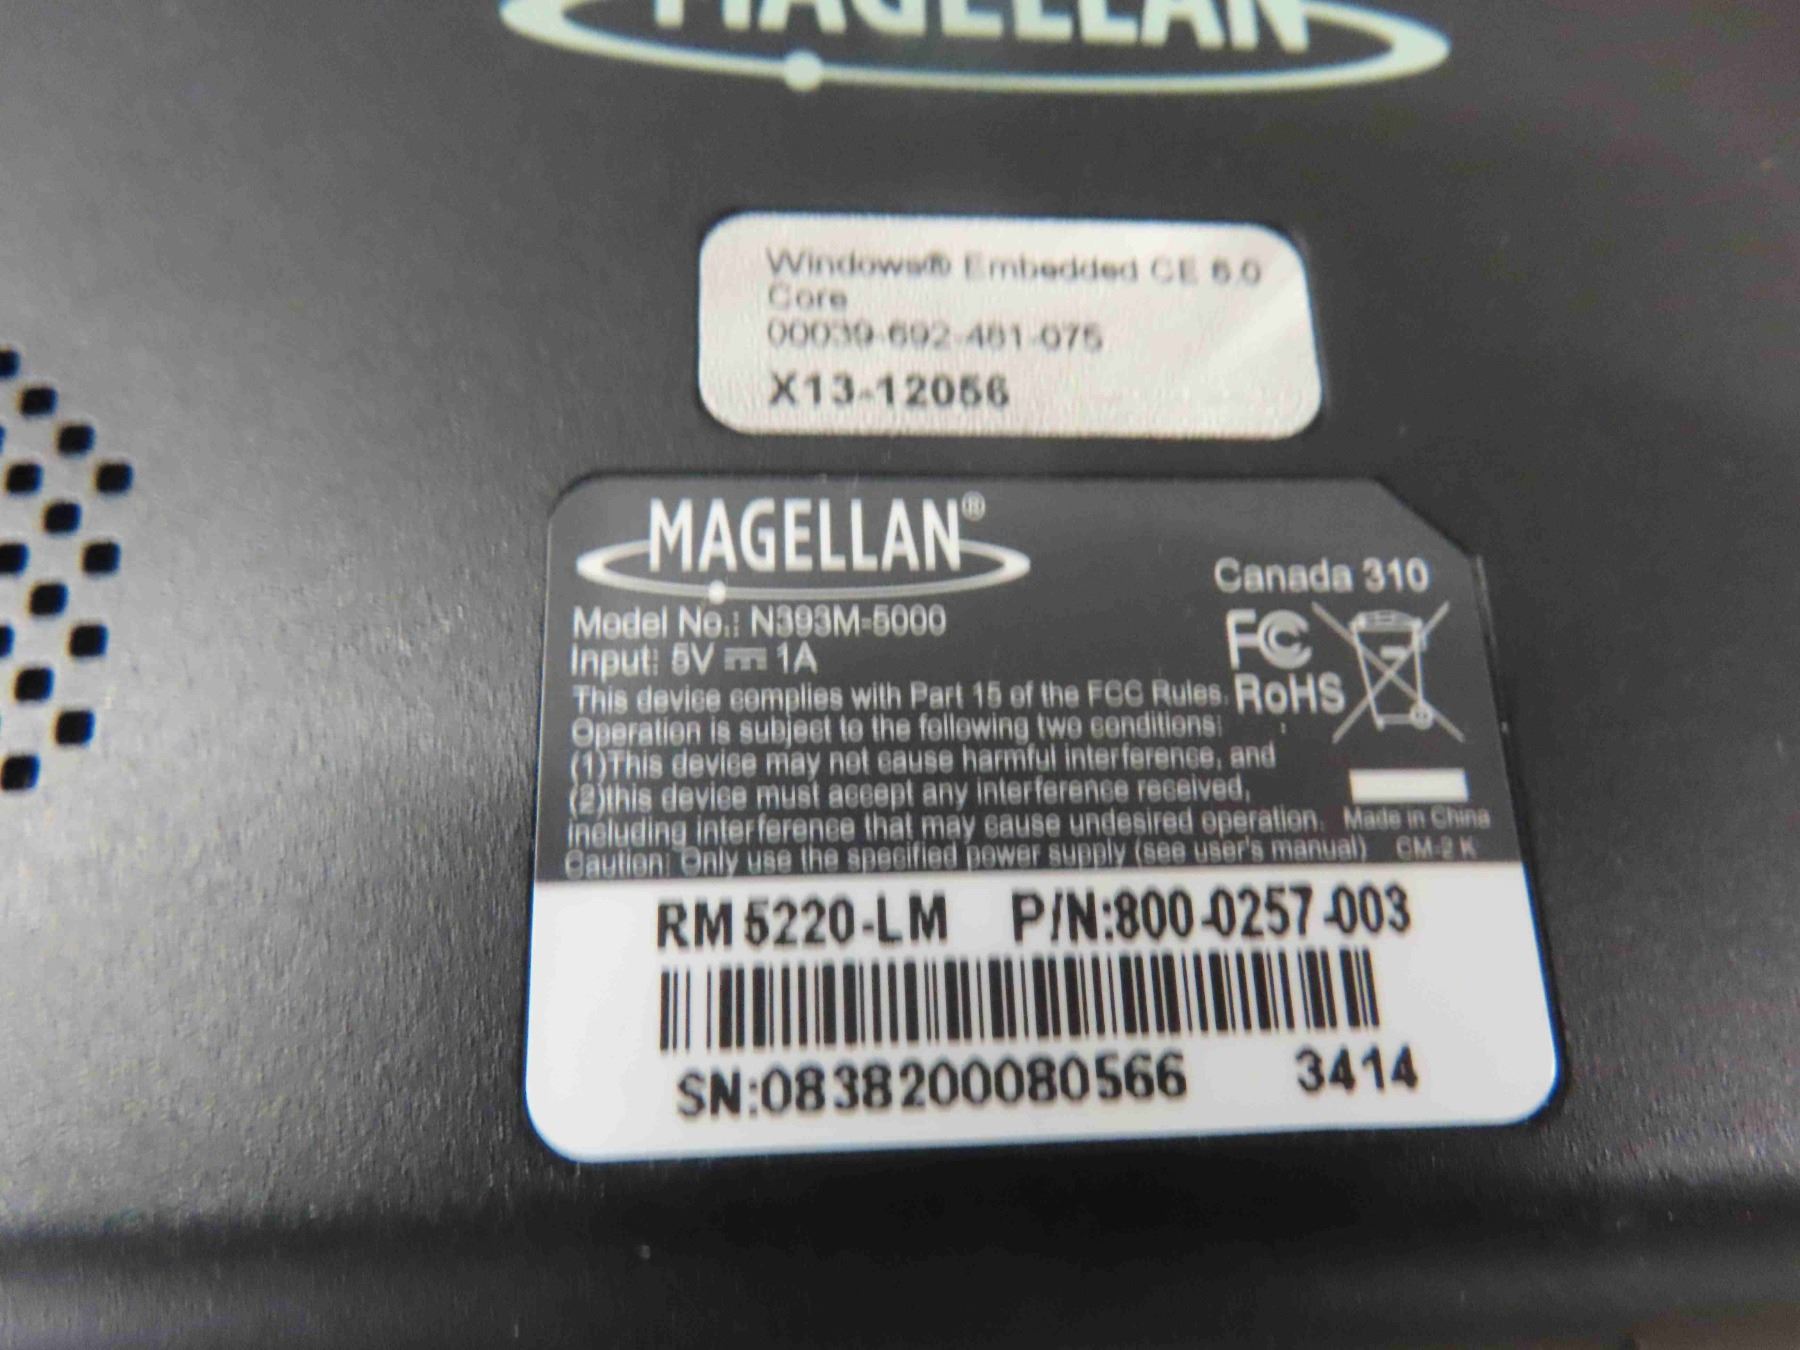 MAGELLAN
Windows® Embedded CE 6.0
Core
00039-692-461-075
X13-12056
MAGELLAN®
Canada 310
Model No.: N393M-5000
Input: 5V ⎓ 1A
FC
This device complies with Part 15 of the FCC Rules. RoHS
Operation is subject to the following two conditions:
(1)This device may not cause harmful interference, and
(2)this device must accept any interference received,
including interference that may cause undesired operation. Made in China
Caution: Only use the specified power supply (see user's manual) CM-2 K
RM 5220-LM P/N:800-0257-003
SN:0838200080566 3414